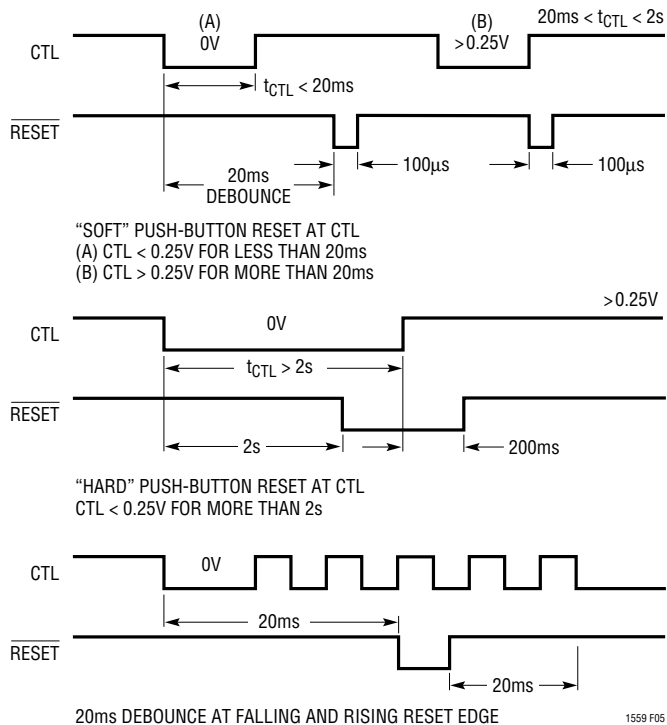 (A)
0V
(B)
>0.25V
20ms < tCTL < 2s
CTL
tCTL < 20ms
RESET
20ms
DEBOUNCE
100µs
100µs
“SOFT” PUSH-BUTTON RESET AT CTL
(A) CTL < 0.25V FOR LESS THAN 20ms
(B) CTL > 0.25V FOR MORE THAN 20ms
>0.25V
CTL
0V
tCTL > 2s
RESET
2s
200ms
“HARD” PUSH-BUTTON RESET AT CTL
CTL < 0.25V FOR MORE THAN 2s
CTL
0V
20ms
RESET
20ms
20ms DEBOUNCE AT FALLING AND RISING RESET EDGE
1559 F05